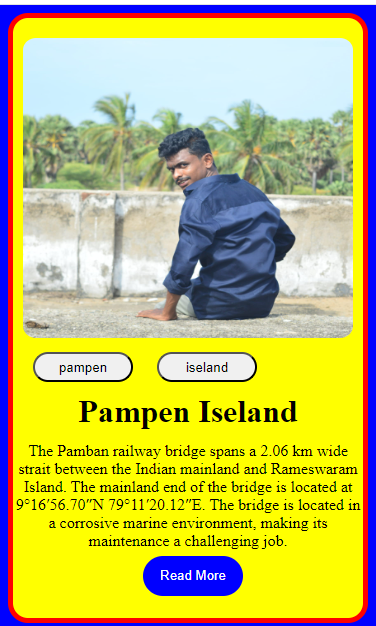 pampen iseland
Pampen Iseland
The Pamban railway bridge spans a 2.06 km wide
strait between the Indian mainland and Rameswaram
Island. The mainland end of the bridge is located at
9°16′56.70″N 79°11′20.12″E. The bridge is located in
a corrosive marine environment, making its
maintenance a challenging job.
Read More